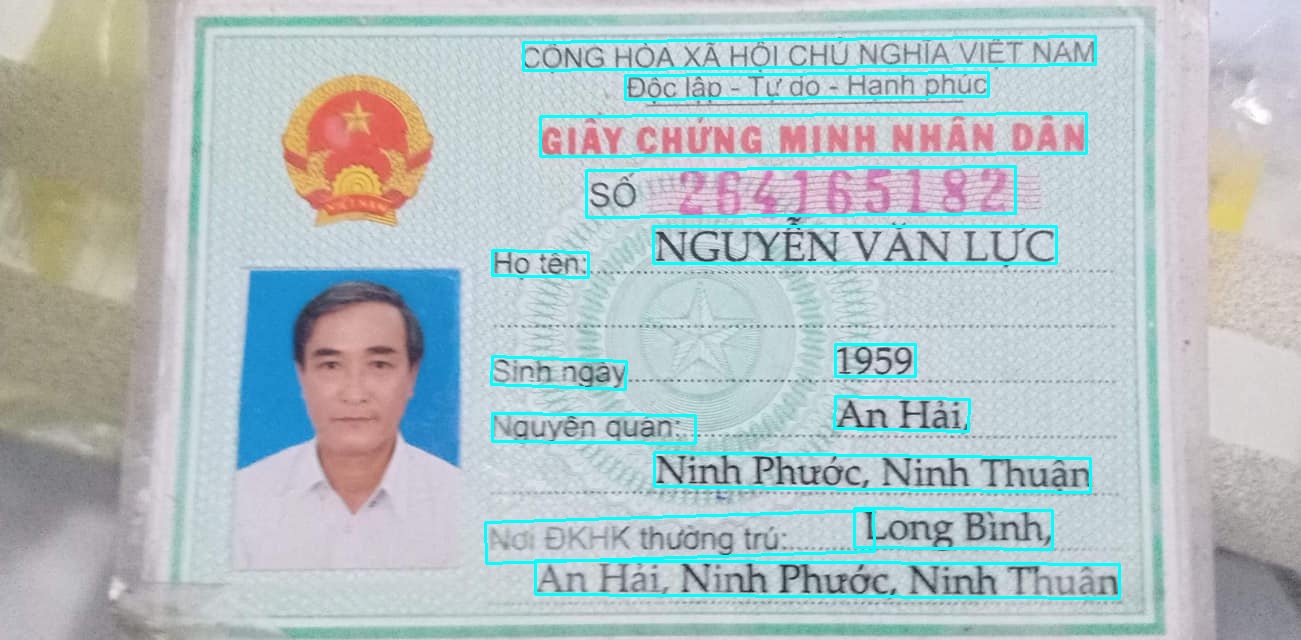 CỘNG HÒA XÃ HỘI CHỦ NGHĨA VIỆT NAM
Độc lập - Tự do - Hạnh phúc
GIẤY CHỨNG MINH NHÂN DÂN
SỐ 264165182
Họ tên: NGUYỄN VĂN LỰC
Sinh ngày 1959
Nguyên quán: An Hải,
Ninh Phước, Ninh Thuận
Nơi ĐKHK thường trú: Long Bình,
An Hải, Ninh Phước, Ninh Thuận
VIỆT NAM